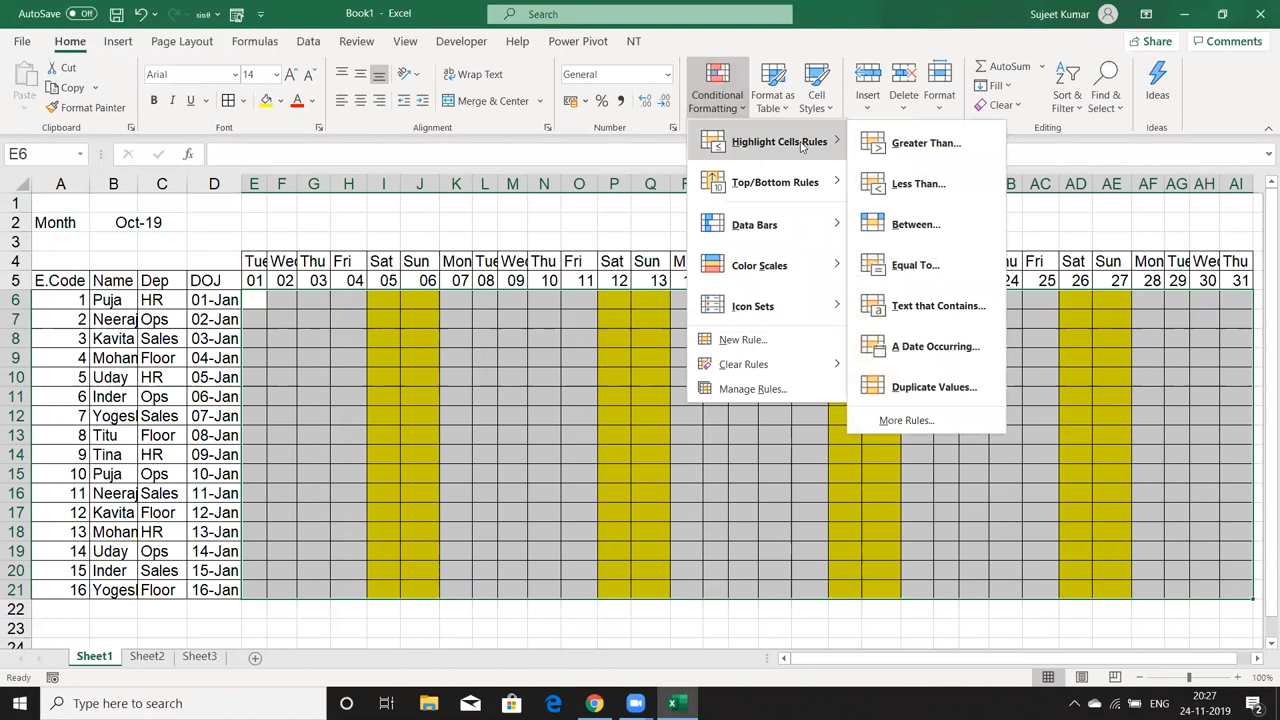 Book1 - Excel
Search
Sujeet Kumar
File Home Insert Page Layout Formulas Data Review View Developer Help Power Pivot NT
Share Comments
Paste
Cut
Copy
Format Painter
Clipboard
Arial 14
B I U
Font
Wrap Text
Merge & Center
Alignment
General
Number
Conditional Formatting
Format as Table
Cell Styles
Insert
Delete
Format
AutoSum
Fill
Clear
Sort & Filter
Find & Select
Editing
Ideas
Ideas
Highlight Cells Rules
Top/Bottom Rules
Data Bars
Color Scales
Icon Sets
New Rule...
Clear Rules
Manage Rules...
Greater Than...
Less Than...
Between...
Equal To...
Text that Contains...
A Date Occurring...
Duplicate Values...
More Rules...
E6
A B C D E F G H I J K L M N O P Q AC AD AE AF AG AH AI
1
2 Month Oct-19
3
4 Tue Wed Thu Fri Sat Sun Mon Tue Wed Thu Fri Sat Sun Fri Sat Sun Mon Tue Wed Thu
5 E.Code Name Dep DOJ 01 02 03 04 05 06 07 08 09 10 11 12 13 24 25 26 27 28 29 30 31
6 1 Puja HR 01-Jan
7 2 Neeraj Ops 02-Jan
8 3 Kavita Sales 03-Jan
9 4 Mohan Floor 04-Jan
10 5 Uday HR 05-Jan
11 6 Inder Ops 06-Jan
12 7 Yogesh Sales 07-Jan
13 8 Titu Floor 08-Jan
14 9 Tina HR 09-Jan
15 10 Puja Ops 10-Jan
16 11 Neeraj Sales 11-Jan
17 12 Kavita Floor 12-Jan
18 13 Mohan HR 13-Jan
19 14 Uday Ops 14-Jan
20 15 Inder Sales 15-Jan
21 16 Yogesh Floor 16-Jan
22
23
24
Sheet1 Sheet2 Sheet3
Ready
100%
Type here to search
ENG
20:27
24-11-2019
2